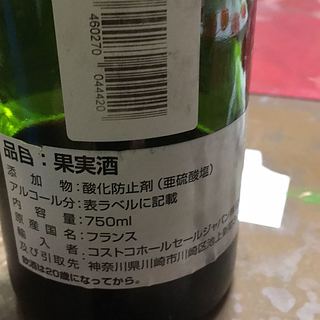 460270
044420
品目：果実酒
添加物：酸化防止剤（亜硫酸塩）
アルコール分：表ラベルに記載
内容量：750ml
原産国名：フランス
輸入者：コストコホールセールジャパン
及び引取先：神奈川県川崎市川崎区池上新
飲酒は20歳になってから。